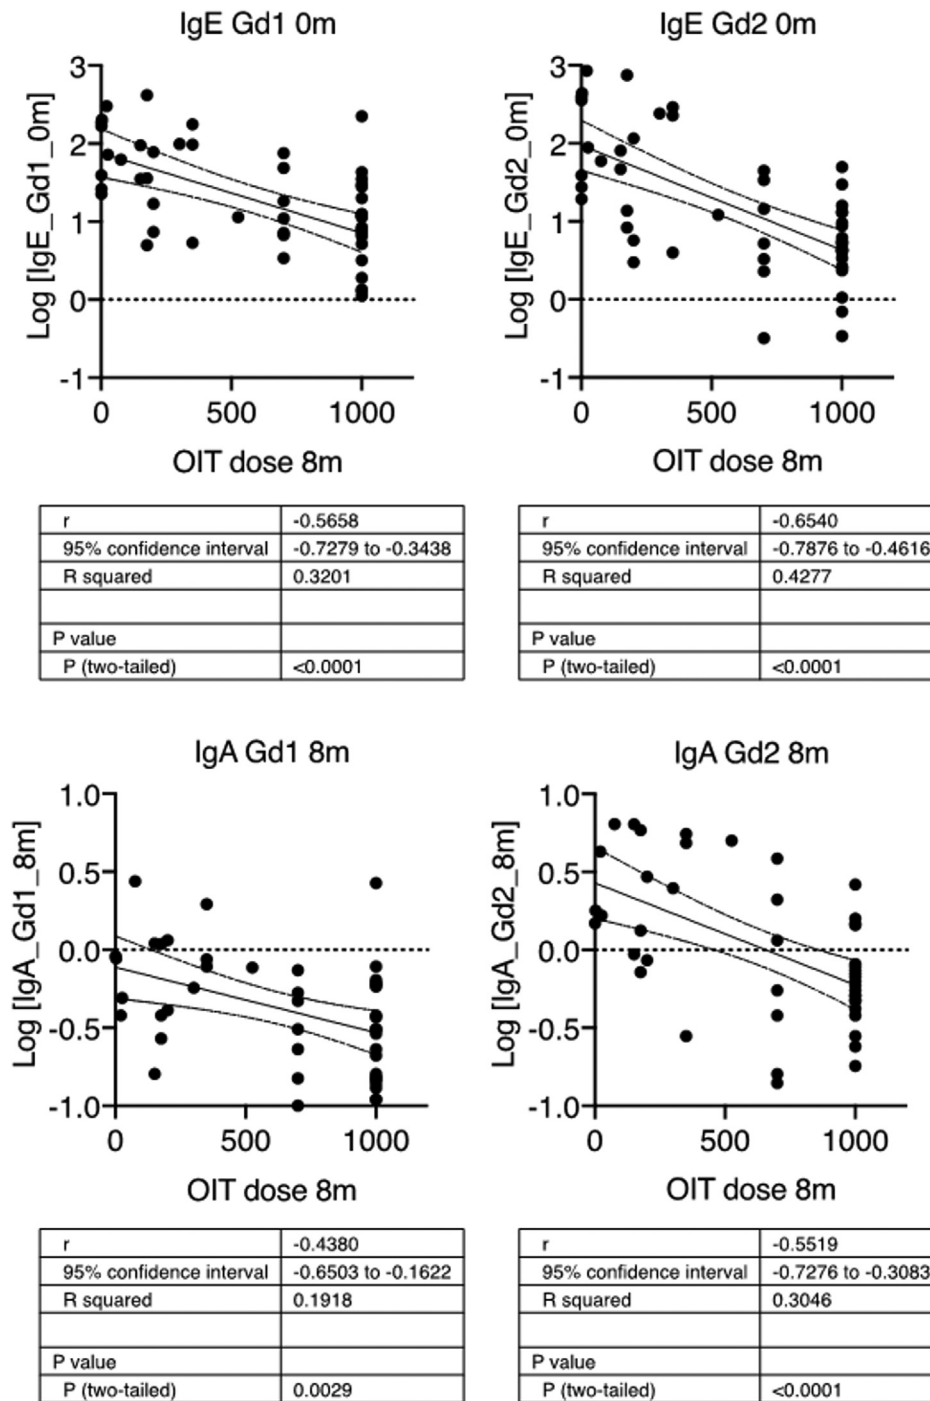 IgE Gd1 0m
Log [IgE_Gd1_0m]
3
2
1
0
-1
0 500 1000
OIT dose 8m
r -0.5658
95% confidence interval -0.7279 to -0.3438
R squared 0.3201
P value
P (two-tailed) <0.0001
IgE Gd2 0m
Log [IgE_Gd2_0m]
3
2
1
0
-1
0 500 1000
OIT dose 8m
r -0.6540
95% confidence interval -0.7876 to -0.4616
R squared 0.4277
P value
P (two-tailed) <0.0001
IgA Gd1 8m
Log [IgA_Gd1_8m]
1.0
0.5
0.0
-0.5
-1.0
0 500 1000
OIT dose 8m
r -0.4380
95% confidence interval -0.6503 to -0.1622
R squared 0.1918
P value
P (two-tailed) 0.0029
IgA Gd2 8m
Log [IgA_Gd2_8m]
1.0
0.5
0.0
-0.5
-1.0
0 500 1000
OIT dose 8m
r -0.5519
95% confidence interval -0.7276 to -0.3083
R squared 0.3046
P value
P (two-tailed) <0.0001